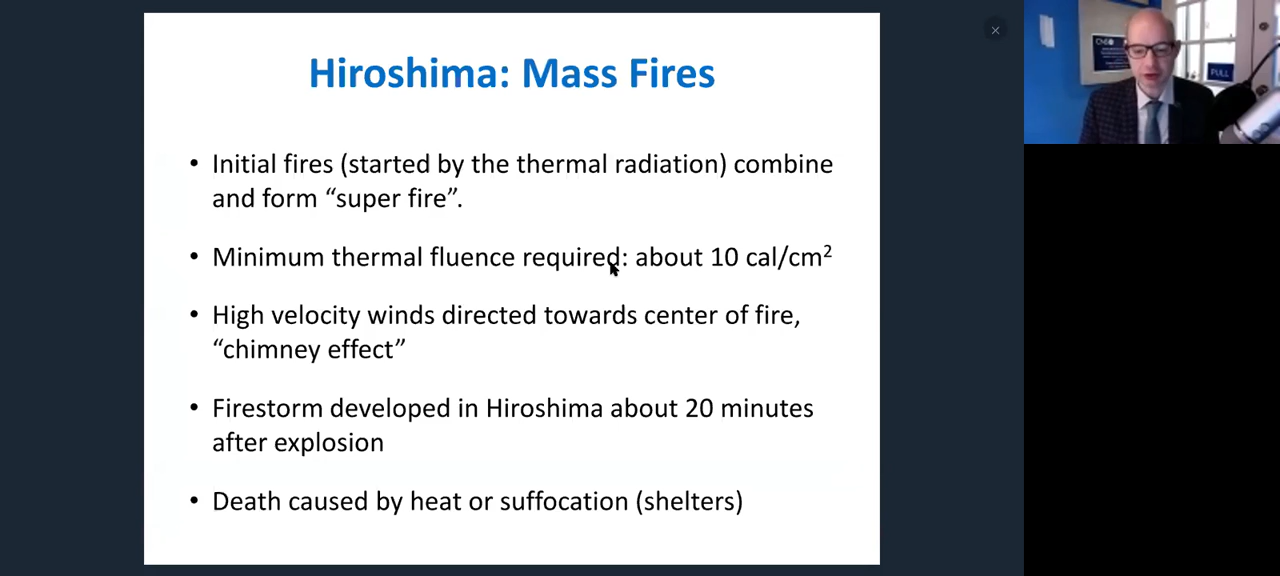 Hiroshima: Mass Fires
• Initial fires (started by the thermal radiation) combine
and form “super fire”.
• Minimum thermal fluence required: about 10 cal/cm²
• High velocity winds directed towards center of fire,
“chimney effect”
• Firestorm developed in Hiroshima about 20 minutes
after explosion
• Death caused by heat or suffocation (shelters)
PULL